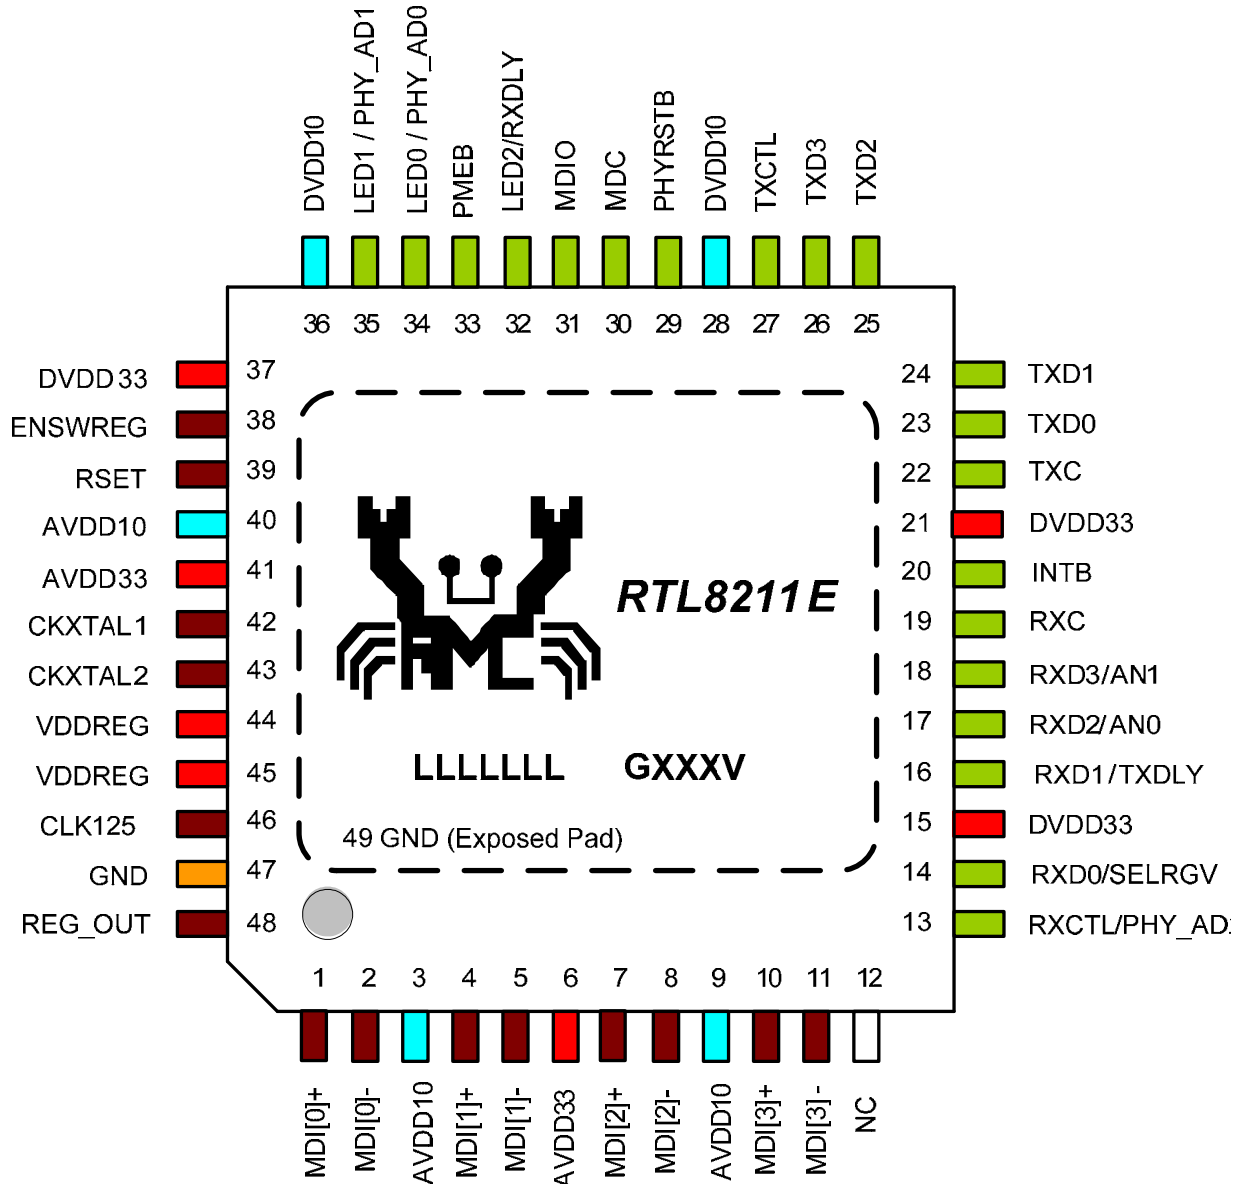 DVDD10
LED1 / PHY_AD1
LED0 / PHY_AD0
PMEB
LED2/RXDLY
MDIO
MDC
PHYRSTB
DVDD10
TXCTL
TXD3
TXD2
36 35 34 33 32 31 30 29 28 27 26 25
DVDD33 37
ENSWREG 38
RSET 39
AVDD10 40
AVDD33 41
CKXTAL1 42
CKXTAL2 43
VDDREG 44
VDDREG 45
CLK125 46
GND 47
REG_OUT 48
24 TXD1
23 TXD0
22 TXC
21 DVDD33
20 INTB
19 RXC
18 RXD3/AN1
17 RXD2/AN0
16 RXD1/TXDLY
15 DVDD33
14 RXD0/SELRGV
13 RXCTL/PHY_AD
RTL8211E
LLLLLLL GXXXV
49 GND (Exposed Pad)
1 2 3 4 5 6 7 8 9 10 11 12
MDI[0]+
MDI[0]-
AVDD10
MDI[1]+
MDI[1]-
AVDD33
MDI[2]+
MDI[2]-
AVDD10
MDI[3]+
MDI[3]-
NC